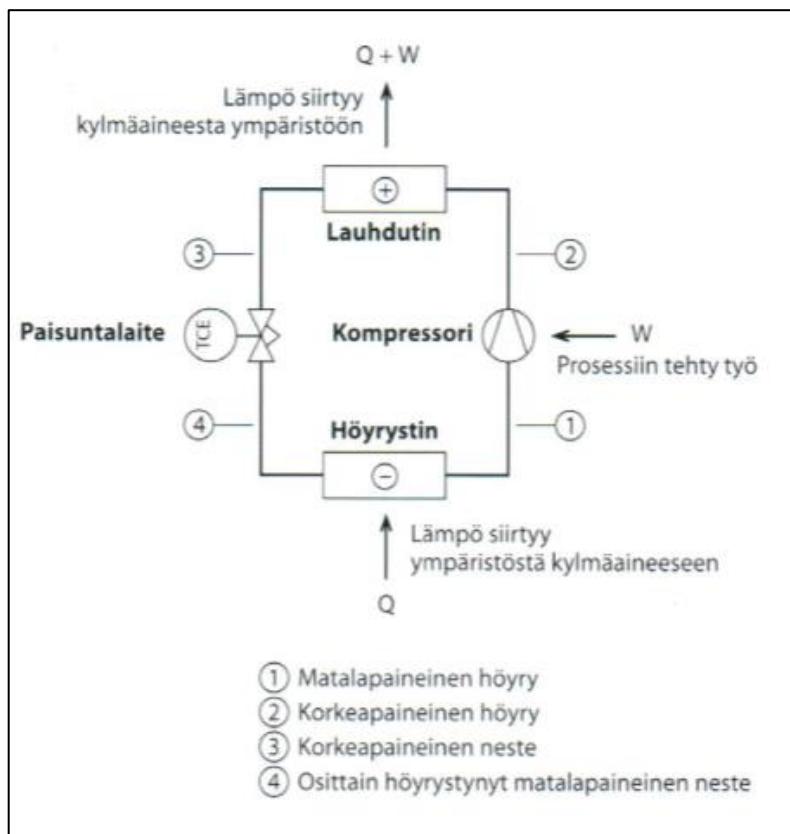 Q + W
Lämpö siirtyy
kylmäaineesta ympäristöön
+
Lauhdutin
3
2
Paisuntalaite
TCE
Kompressori
W
Prosessiin tehty työ
4
Höyrystin
1
−
Lämpö siirtyy
ympäristöstä kylmäaineeseen
Q
1 Matalapaineinen höyry
2 Korkeapaineinen höyry
3 Korkeapaineinen neste
4 Osittain höyrystynyt matalapaineinen neste